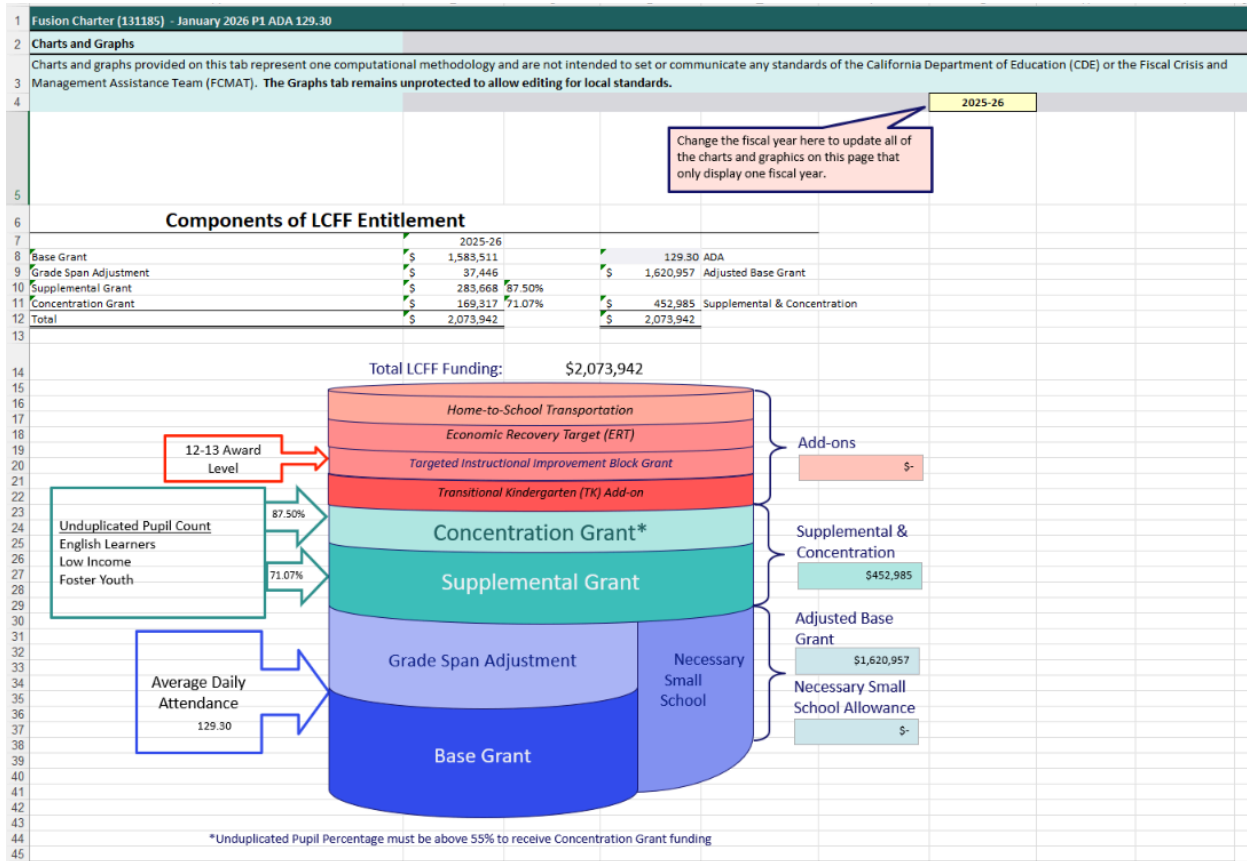 1 Fusion Charter (131185) - January 2026 P1 ADA 129.30
2 Charts and Graphs
Charts and graphs provided on this tab represent one computational methodology and are not intended to set or communicate any standards of the California Department of Education (CDE) or the Fiscal Crisis and
3 Management Assistance Team (FCMAT). The Graphs tab remains unprotected to allow editing for local standards.
4 2025-26
Change the fiscal year here to update all of
the charts and graphics on this page that
only display one fiscal year.
5
6 Components of LCFF Entitlement
7 2025-26
8 Base Grant $ 1,583,511 129.30 ADA
9 Grade Span Adjustment $ 37,446 $ 1,620,957 Adjusted Base Grant
10 Supplemental Grant $ 283,668 87.50%
11 Concentration Grant $ 169,317 71.07% $ 452,985 Supplemental & Concentration
12 Total $ 2,073,942 $ 2,073,942
13
14 Total LCFF Funding: $2,073,942
15
16 Home-to-School Transportation
17
18 Economic Recovery Target (ERT)
19 12-13 Award Add-ons
20 Level Targeted Instructional Improvement Block Grant $-
21
22 Transitional Kindergarten (TK) Add-on
23 87.50%
24 Unduplicated Pupil Count Concentration Grant* Supplemental &
25 English Learners Concentration
26 Low Income
27 Foster Youth 71.07% Supplemental Grant $452,985
28
29
30 Adjusted Base
31 Grant
32 Grade Span Adjustment Necessary $1,620,957
33
34 Average Daily Small Necessary Small
35 Attendance School School Allowance
36
37 129.30 $-
38
39 Base Grant
40
41
42
43
44 *Unduplicated Pupil Percentage must be above 55% to receive Concentration Grant funding
45